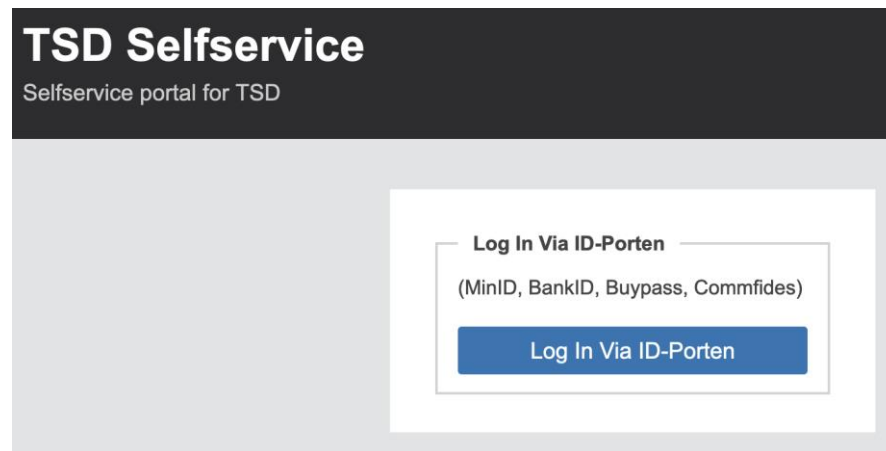 TSD Selfservice
Selfservice portal for TSD
Log In Via ID-Porten
(MinID, BankID, Buypass, Commfides)
Log In Via ID-Porten